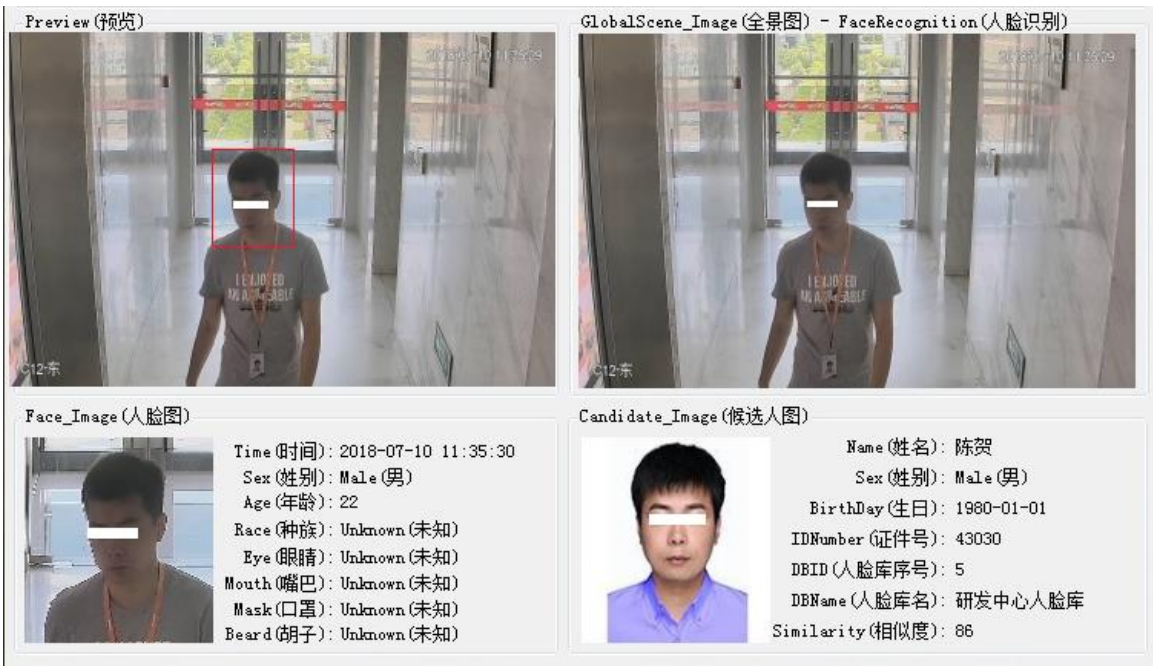 Preview(预览)
GlobalScene_Image(全景图) - FaceRecognition(人脸识别)
C12-东
C12-东
Face_Image(人脸图)
Time(时间): 2018-07-10 11:35:30
Sex(姓别): Male(男)
Age(年龄): 22
Race(种族): Unknown(未知)
Eye(眼睛): Unknown(未知)
Mouth(嘴巴): Unknown(未知)
Mask(口罩): Unknown(未知)
Beard(胡子): Unknown(未知)
Candidate_Image(候选人图)
Name(姓名): 陈贺
Sex(姓别): Male(男)
BirthDay(生日): 1980-01-01
IDNumber(证件号): 43030
DBID(人脸库序号): 5
DBName(人脸库名): 研发中心人脸库
Similarity(相似度): 86